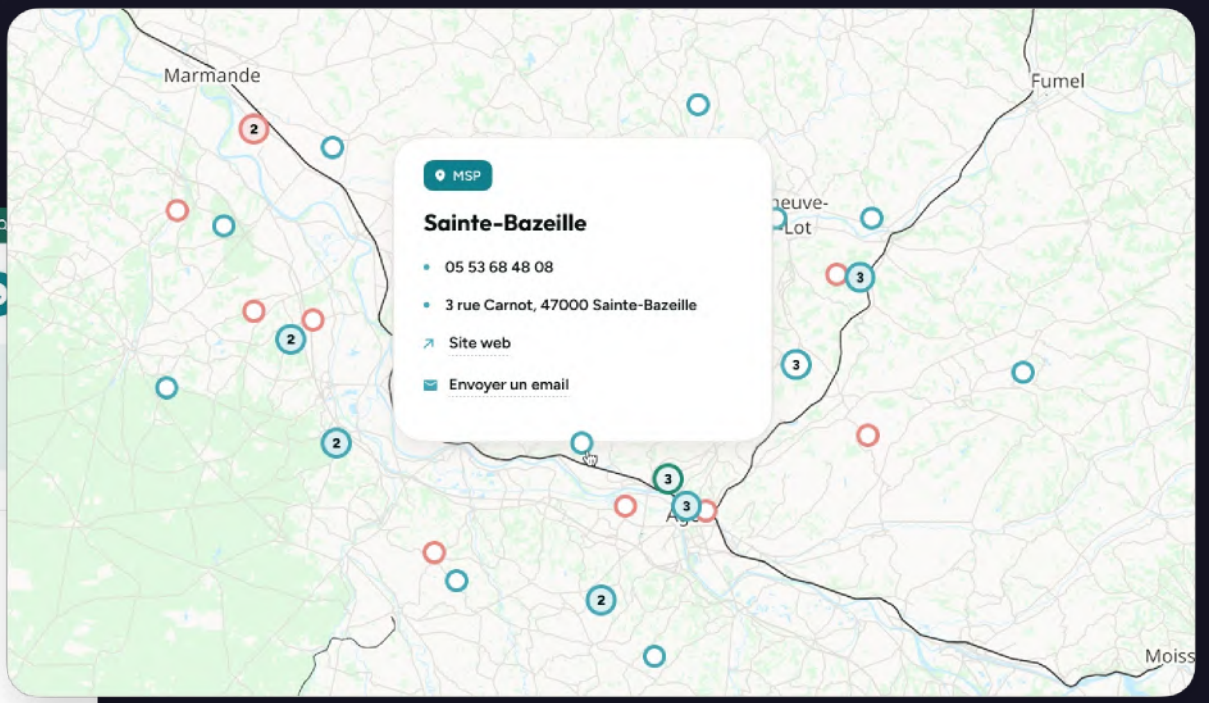 Marmande
Fumel
2
MSP
Sainte-Bazeille
05 53 68 48 08
3 rue Carnot, 47000 Sainte-Bazeille
Site web
Envoyer un email
neuve-
-Lot
3
2
3
2
3
3
2
Moiss